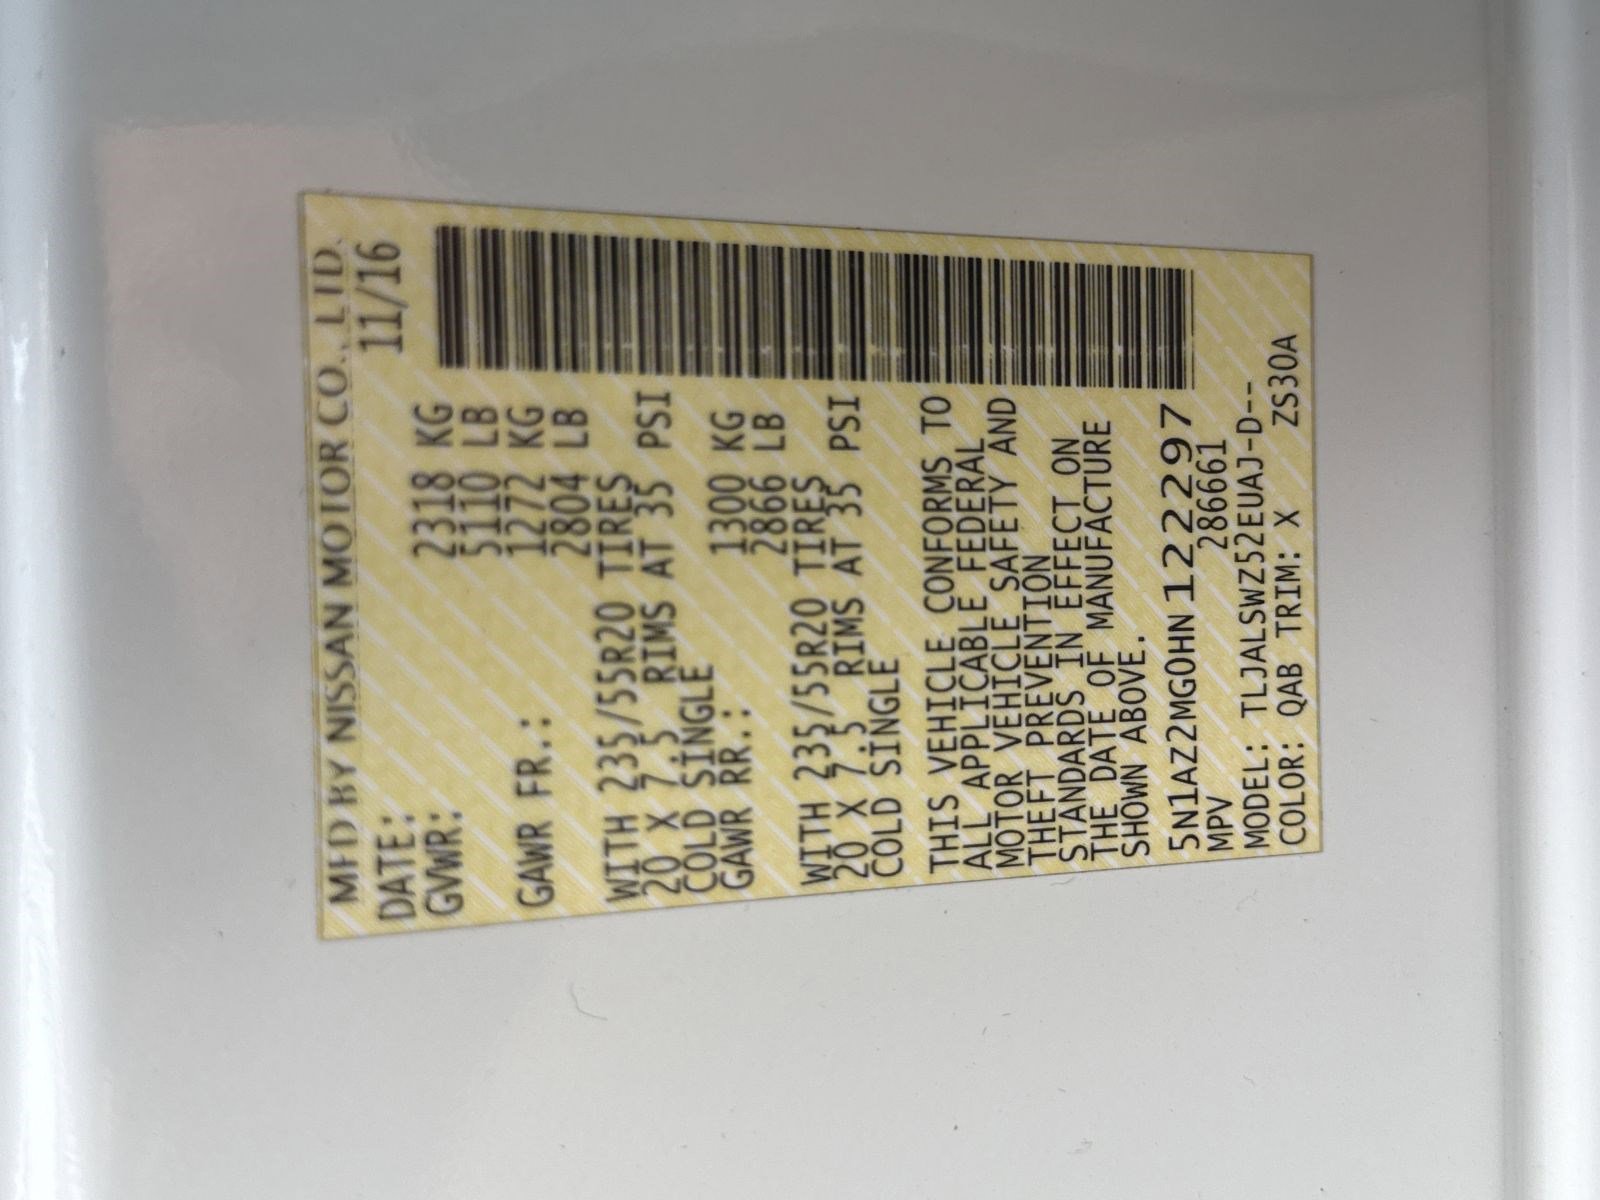 MFD BY NISSAN MOTOR CO., LTD.
DATE: 11/16
GVWR: 2318 KG
5110 LB
GAWR FR.: 1272 KG
2804 LB
WITH 235/55R20 TIRES
20 X 7.5 RIMS AT 35 PSI
COLD SINGLE
GAWR RR.: 1300 KG
2866 LB
WITH 235/55R20 TIRES
20 X 7.5 RIMS AT 35 PSI
COLD SINGLE
THIS VEHICLE CONFORMS TO
ALL APPLICABLE FEDERAL
MOTOR VEHICLE SAFETY AND
THEFT PREVENTION
STANDARDS IN EFFECT ON
THE DATE OF MANUFACTURE
SHOWN ABOVE.
5N1AZ2MG0HN122297
MPV 286661
MODEL: TLJALSWZ52EUAJ-D--
COLOR: QAB TRIM: X ZS30A